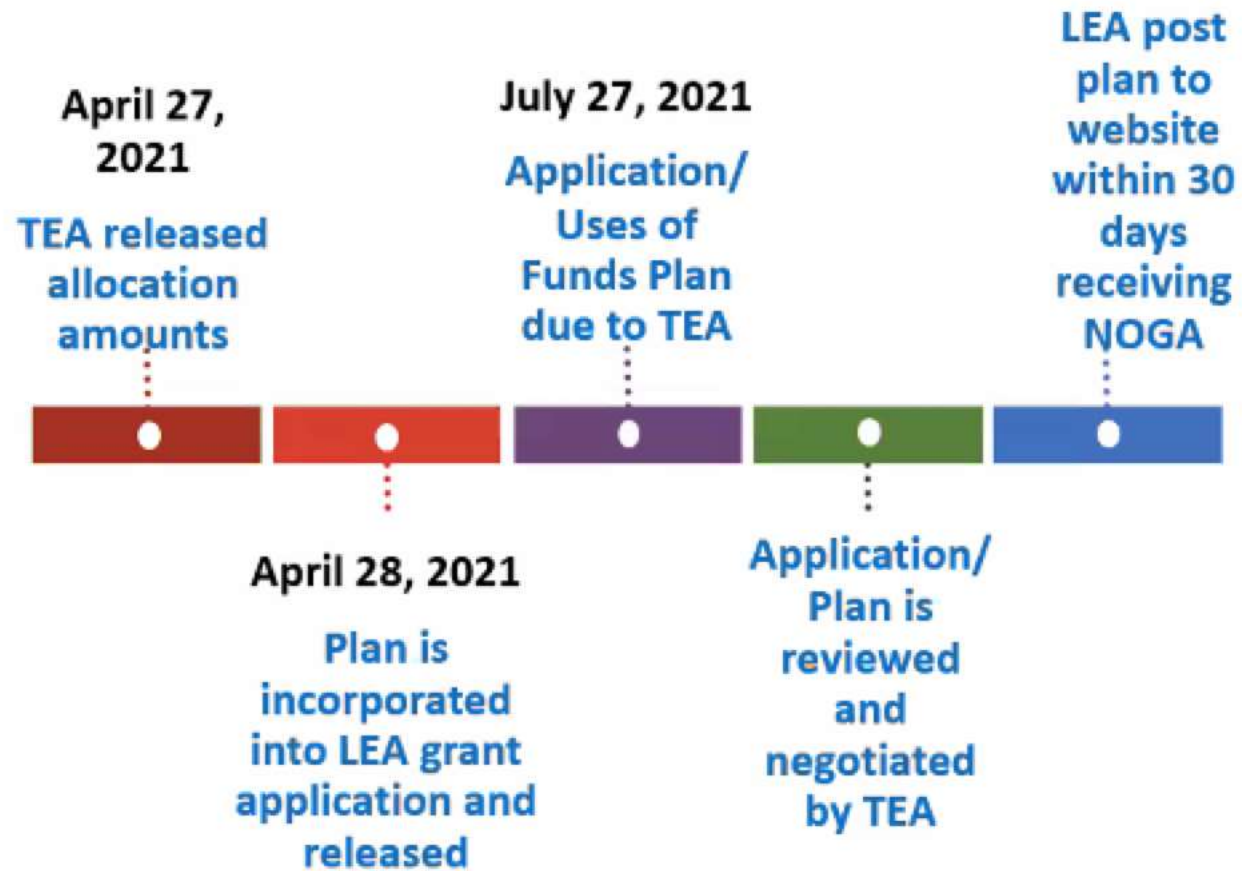 April 27,
2021
TEA released
allocation
amounts
April 28, 2021
Plan is
incorporated
into LEA grant
application and
released
July 27, 2021
Application/
Uses of
Funds Plan
due to TEA
Application/
Plan is
reviewed
and
negotiated
by TEA
LEA post
plan to
website
within 30
days
receiving
NOGA